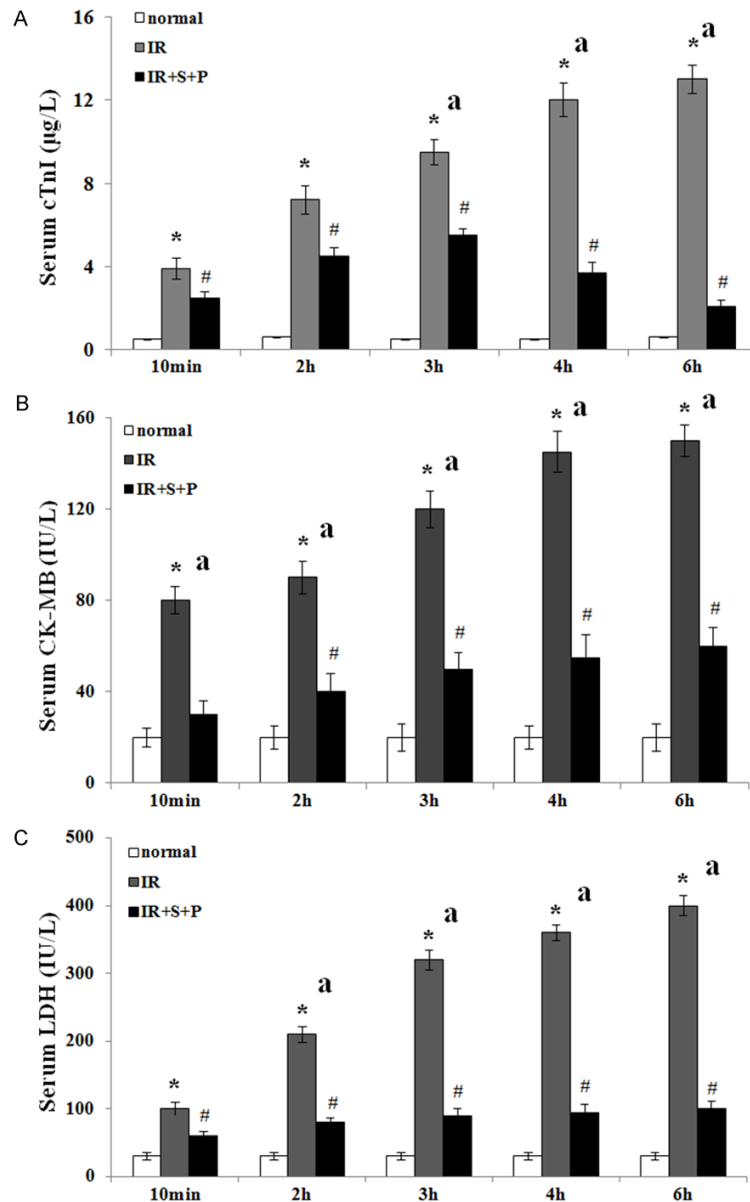 A
normal
IR
IR+S+P
Serum cTnI (µg/L)
16
12
8
4
0
* # * # * a # * a # * a #
10min 2h 3h 4h 6h
B
normal
IR
IR+S+P
Serum CK-MB (IU/L)
160
120
80
40
0
* a * a # * a # * a # * a #
10min 2h 3h 4h 6h
C
normal
IR
IR+S+P
Serum LDH (IU/L)
500
400
300
200
100
0
* # * a # * a # * a # * a #
10min 2h 3h 4h 6h